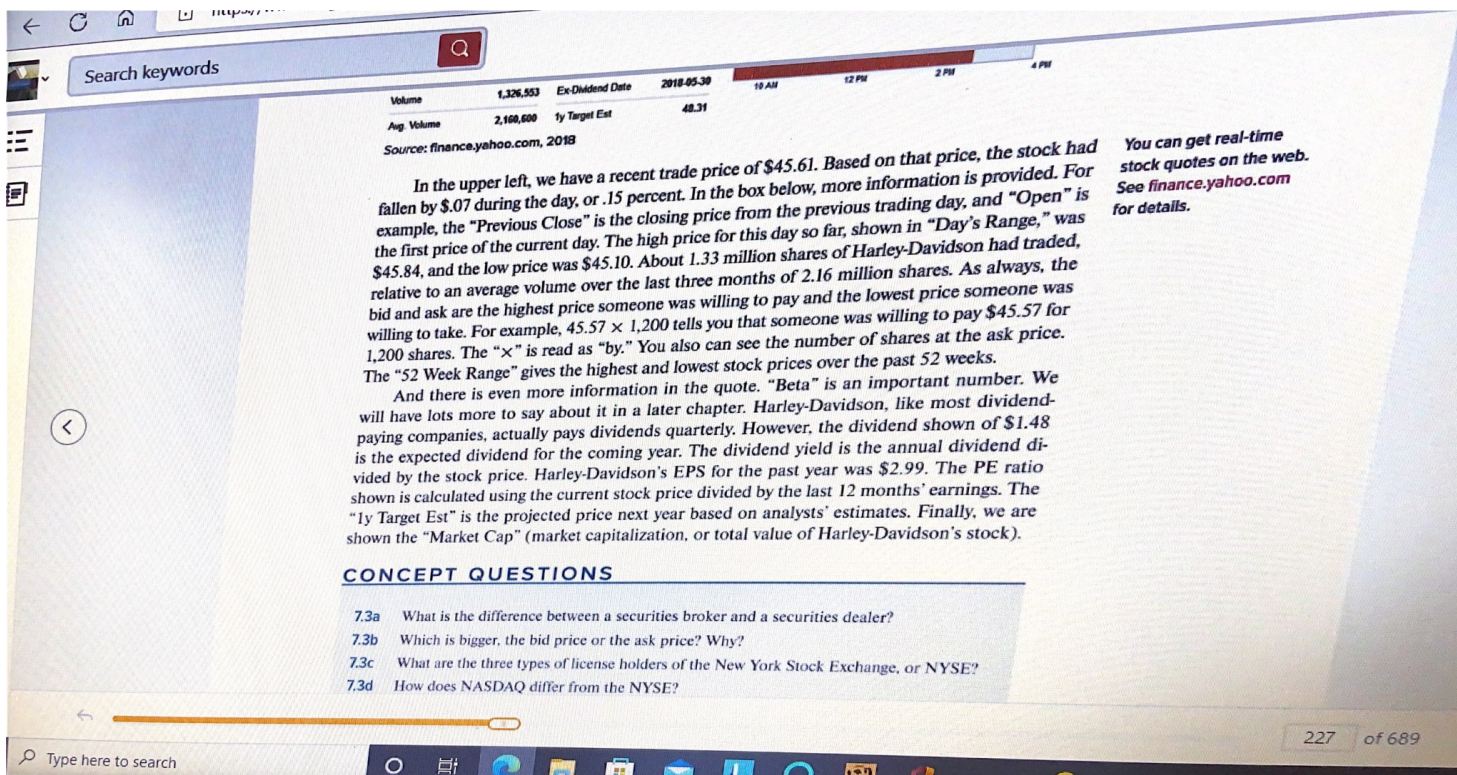 Search keywords
Volume 1,326,553 Ex-Dividend Date 2018-05-30
Avg. Volume 2,160,600 1y Target Est 48.31
10 AM 12 PM 2 PM 4 PM
Source: finance.yahoo.com, 2018
In the upper left, we have a recent trade price of $45.61. Based on that price, the stock had
fallen by $.07 during the day, or .15 percent. In the box below, more information is provided. For
example, the “Previous Close” is the closing price from the previous trading day, and “Open” is
the first price of the current day. The high price for this day so far, shown in “Day’s Range,” was
$45.84, and the low price was $45.10. About 1.33 million shares of Harley-Davidson had traded,
relative to an average volume over the last three months of 2.16 million shares. As always, the
bid and ask are the highest price someone was willing to pay and the lowest price someone was
willing to take. For example, 45.57 × 1,200 tells you that someone was willing to pay $45.57 for
1,200 shares. The “×” is read as “by.” You also can see the number of shares at the ask price.
The “52 Week Range” gives the highest and lowest stock prices over the past 52 weeks.
And there is even more information in the quote. “Beta” is an important number. We
will have lots more to say about it in a later chapter. Harley-Davidson, like most dividend-
paying companies, actually pays dividends quarterly. However, the dividend shown of $1.48
is the expected dividend for the coming year. The dividend yield is the annual dividend di-
vided by the stock price. Harley-Davidson’s EPS for the past year was $2.99. The PE ratio
shown is calculated using the current stock price divided by the last 12 months’ earnings. The
“1y Target Est” is the projected price next year based on analysts’ estimates. Finally, we are
shown the “Market Cap” (market capitalization, or total value of Harley-Davidson’s stock).
You can get real-time
stock quotes on the web.
See finance.yahoo.com
for details.
CONCEPT QUESTIONS
7.3a What is the difference between a securities broker and a securities dealer?
7.3b Which is bigger, the bid price or the ask price? Why?
7.3c What are the three types of license holders of the New York Stock Exchange, or NYSE?
7.3d How does NASDAQ differ from the NYSE?
227 of 689
Type here to search